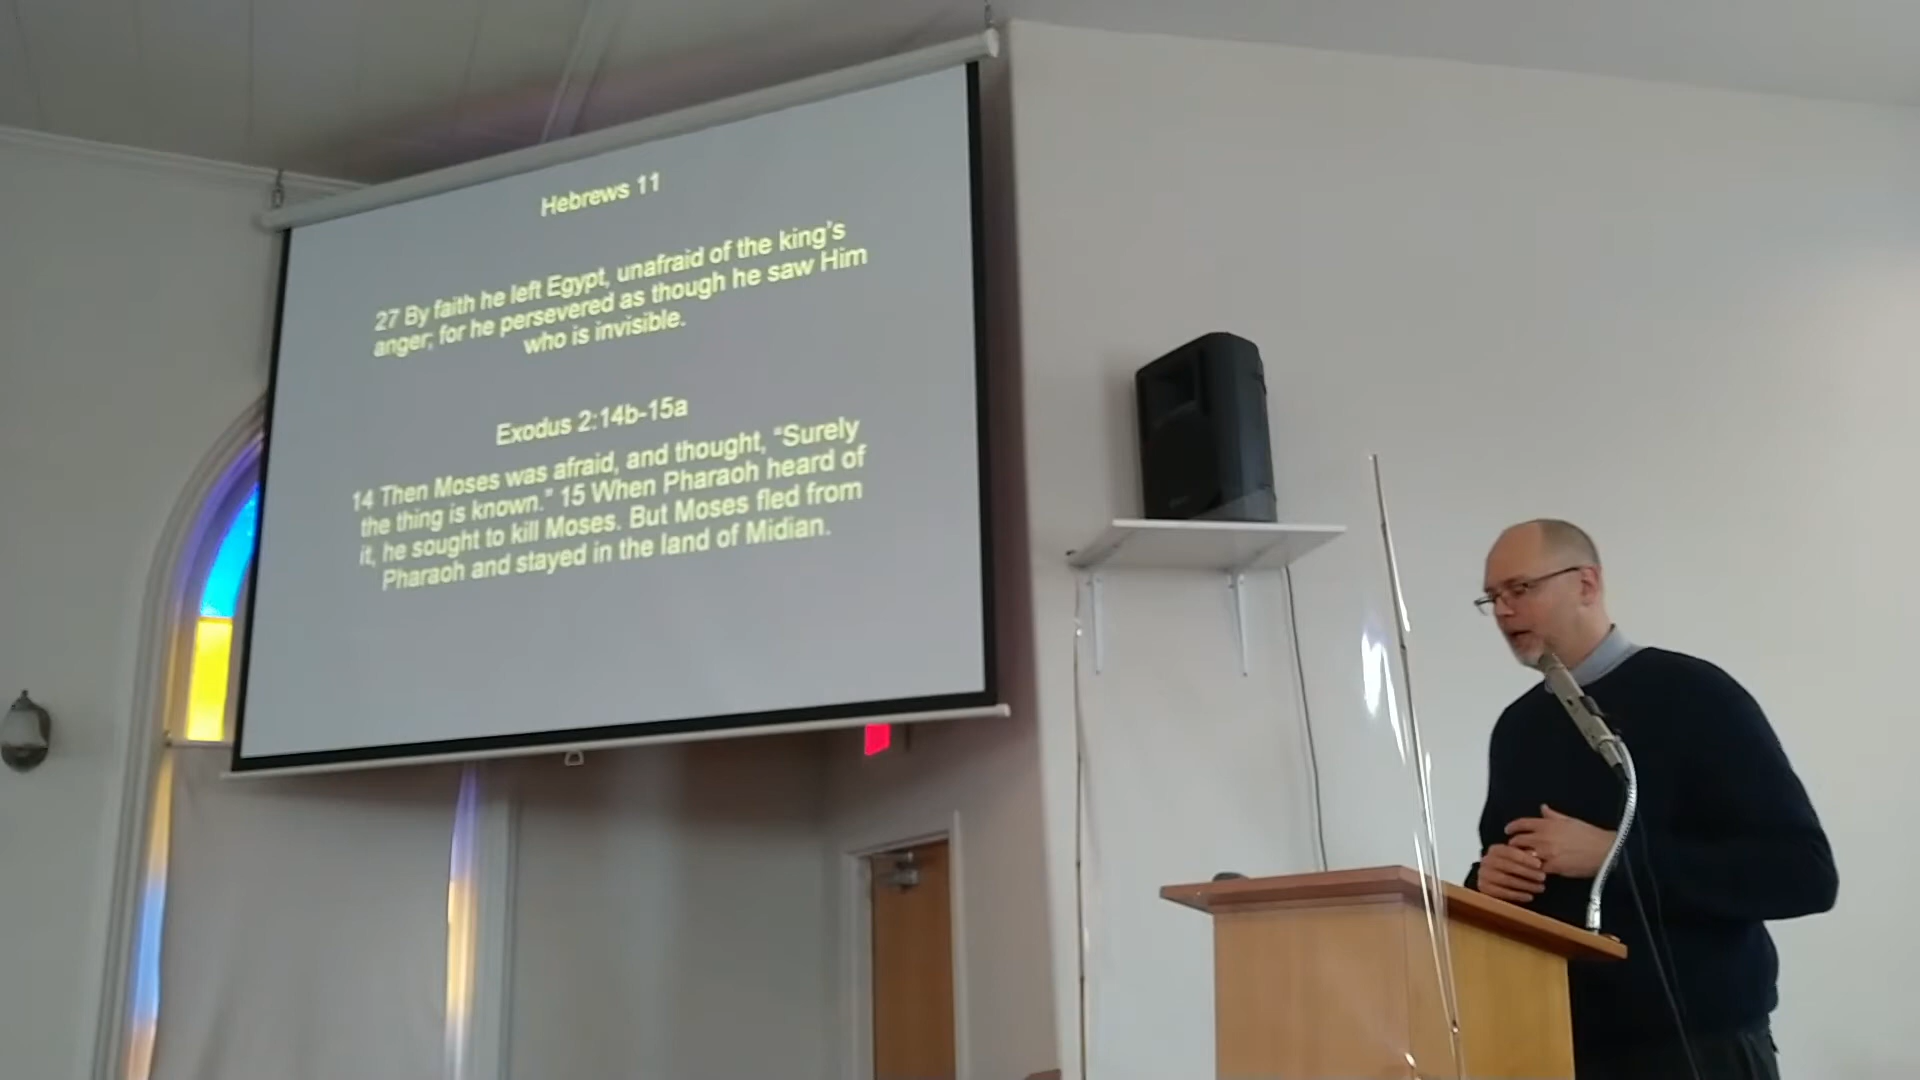 Hebrews 11
27 By faith he left Egypt, unafraid of the king's
anger; for he persevered as though he saw Him
who is invisible.
Exodus 2:14b-15a
14 Then Moses was afraid, and thought, "Surely
the thing is known." 15 When Pharaoh heard of
it, he sought to kill Moses. But Moses fled from
Pharaoh and stayed in the land of Midian.